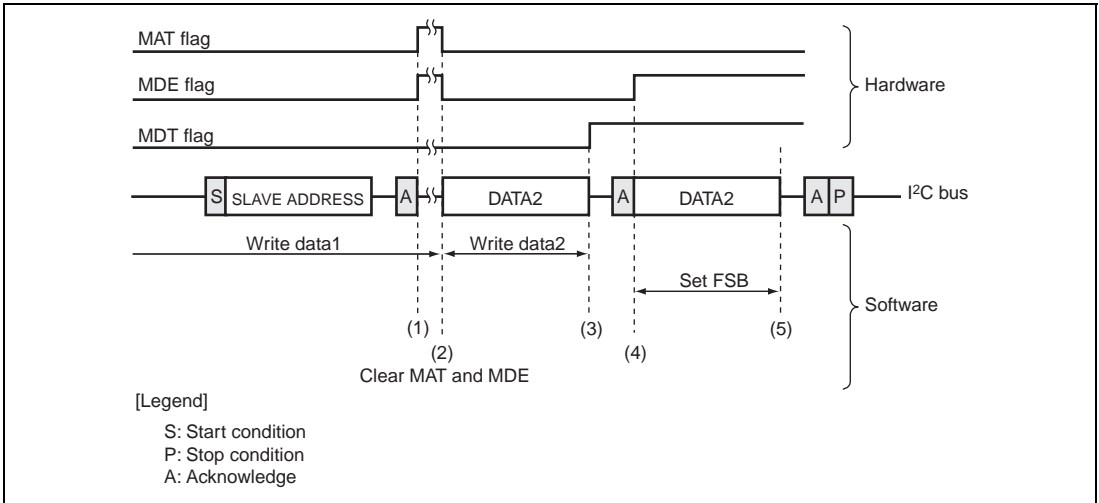 MAT flag
MDE flag
Hardware
MDT flag
S SLAVE ADDRESS A DATA2 A DATA2 A P I²C bus
Write data1 Write data2
Set FSB
Software
(1) (3) (5)
(2) (4)
Clear MAT and MDE
[Legend]
S: Start condition
P: Stop condition
A: Acknowledge